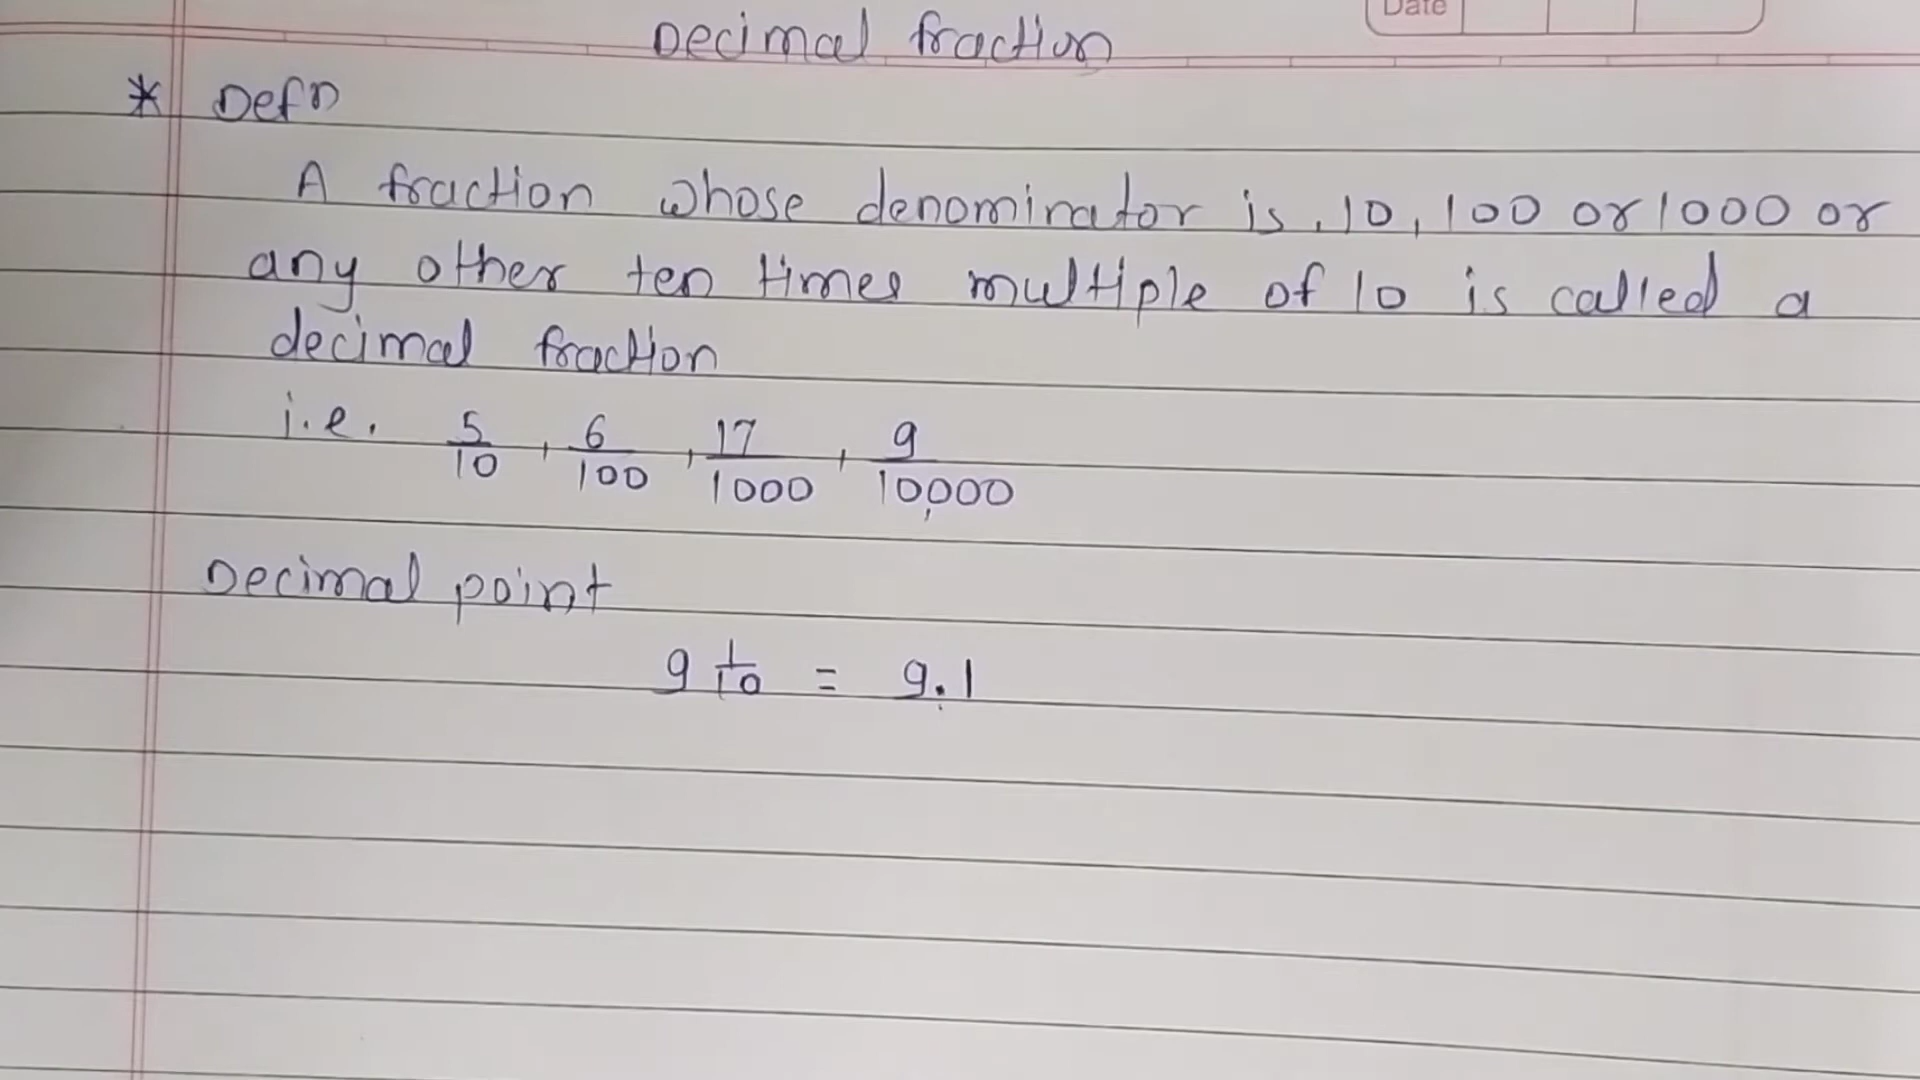 Date
Decimal fraction
* Defn
A fraction whose denominator is, 10, 100 or 1000 or
any other ten times multiple of 10 is called a
decimal fraction
i.e. 5/10, 6/100, 17/1000, 9/10,000
Decimal point
9 1/10 = 9.1